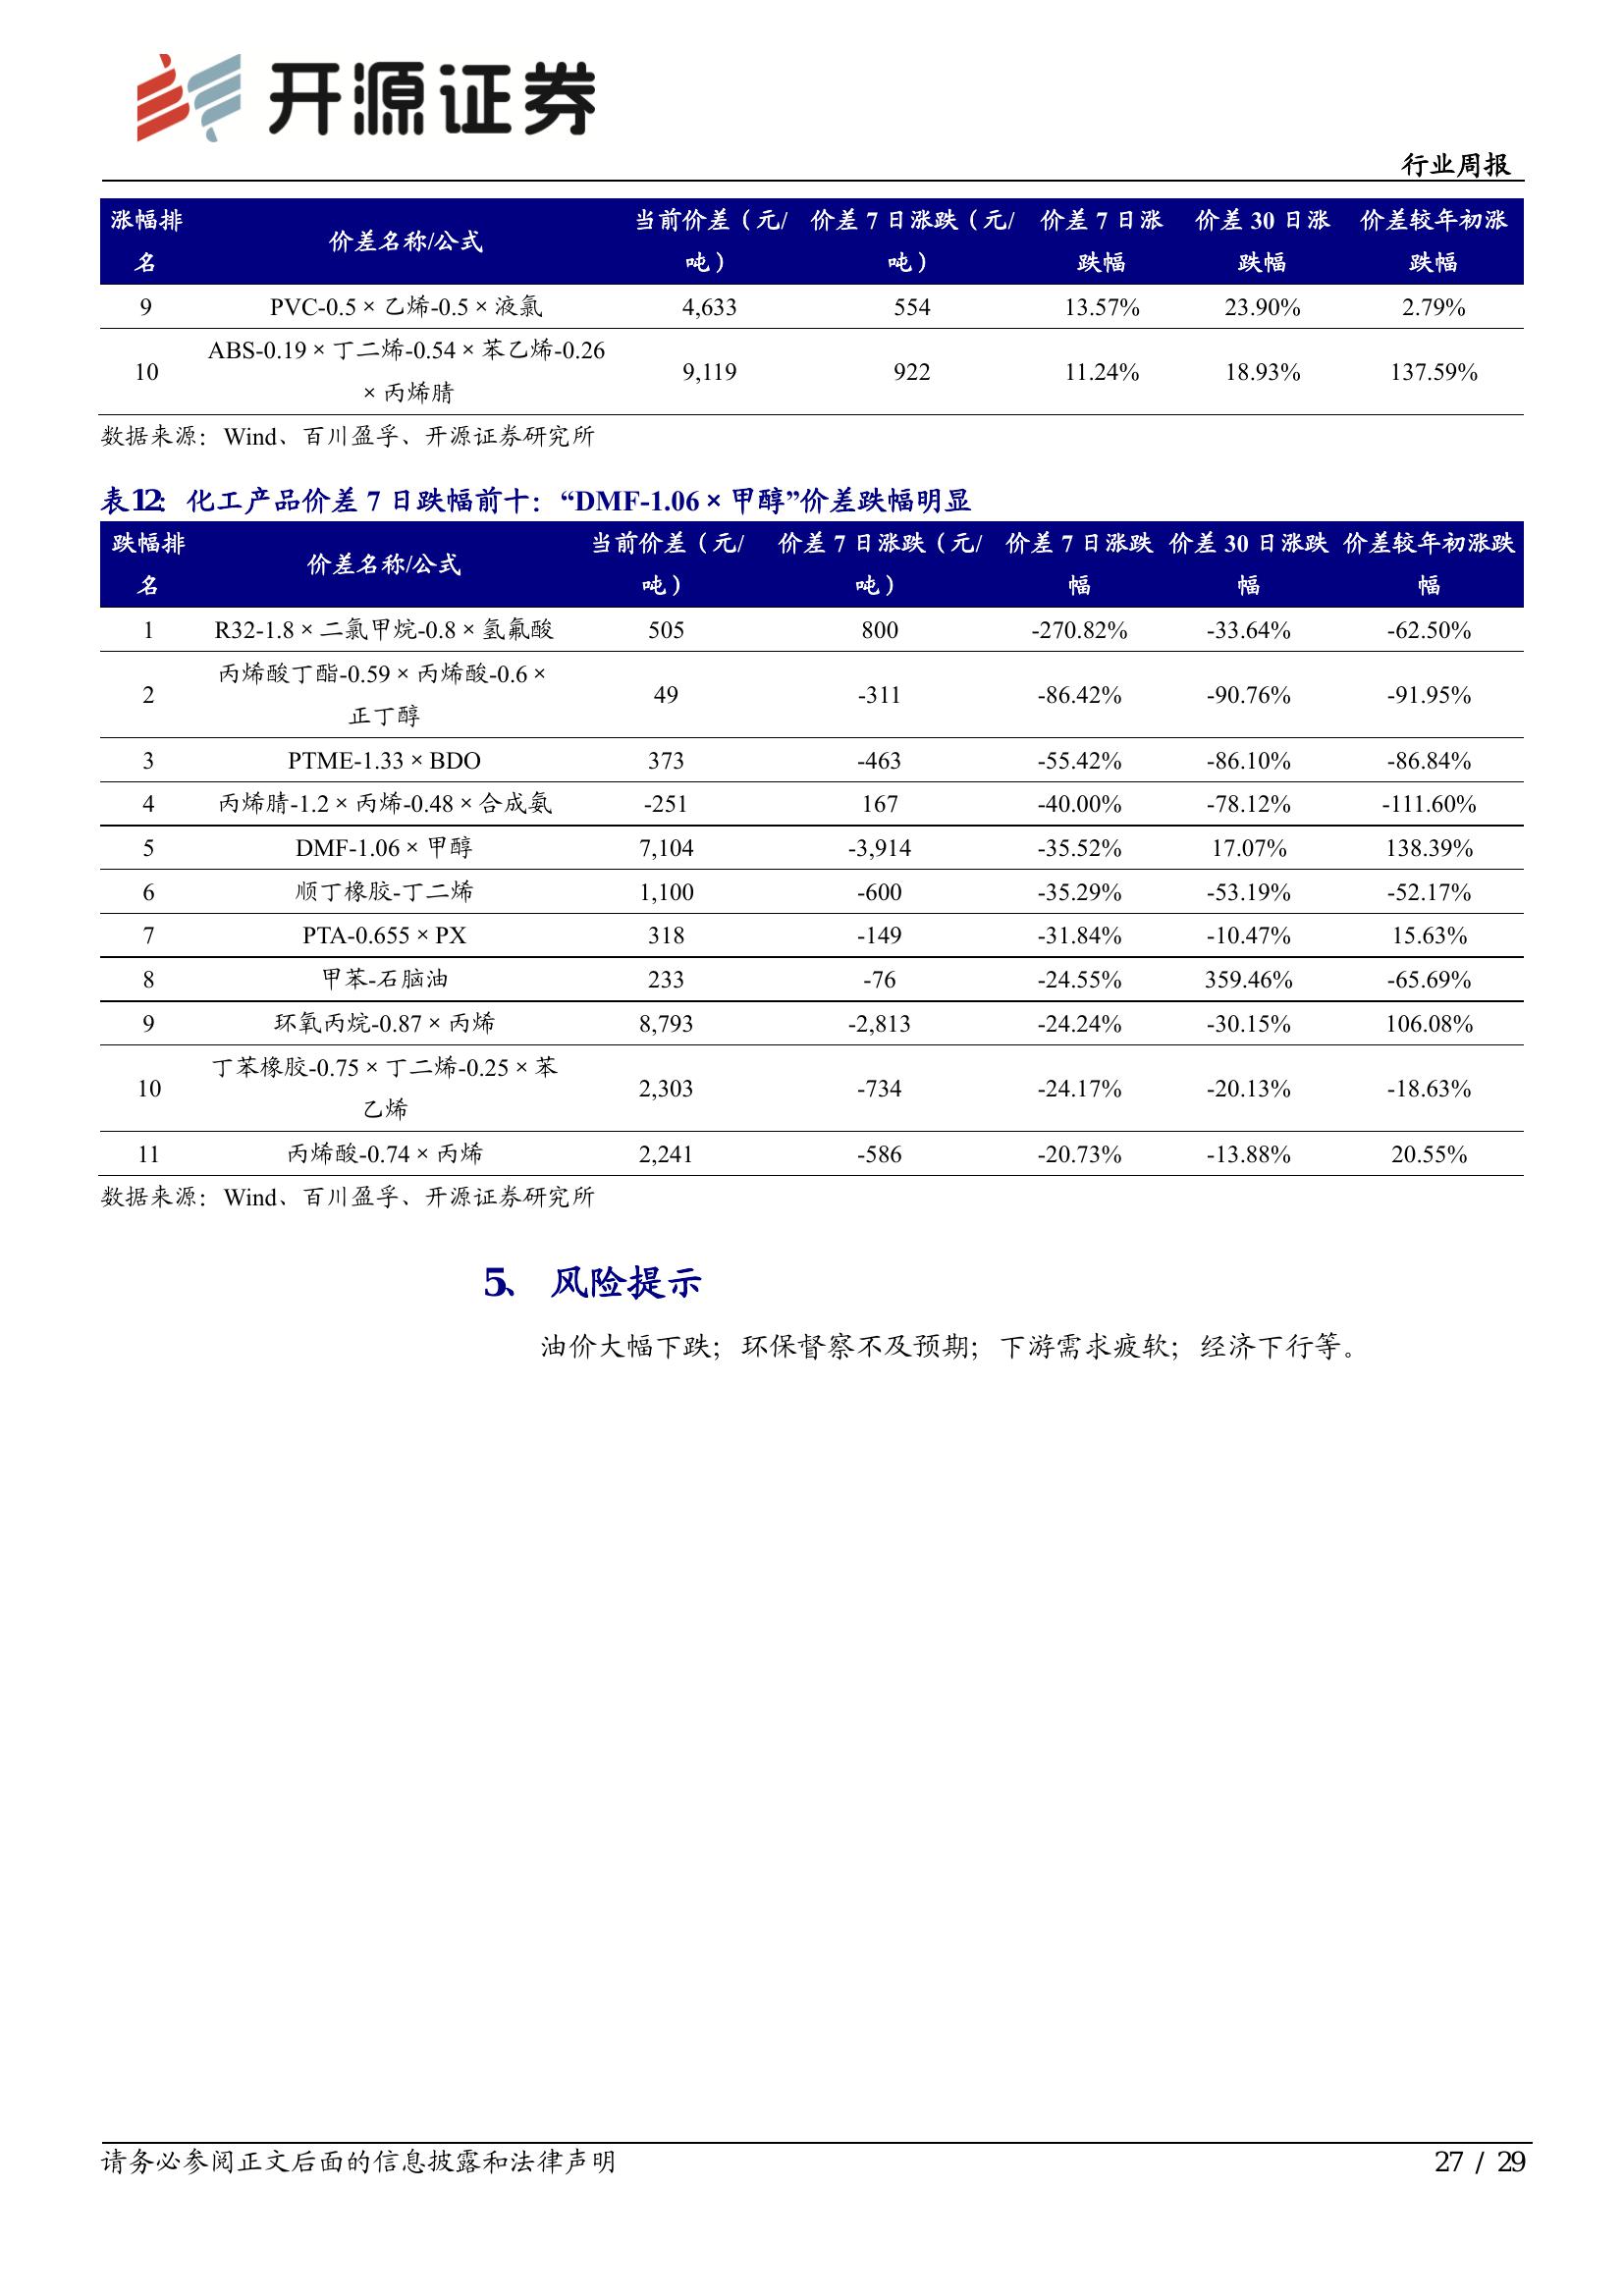 开源证券
行业周报
涨幅排名 价差名称/公式 当前价差（元/吨） 价差 7 日涨跌（元/吨） 价差 7 日涨跌幅 价差 30 日涨跌幅 价差较年初涨跌幅
9 PVC-0.5×乙烯-0.5×液氯 4,633 554 13.57% 23.90% 2.79%
10 ABS-0.19×丁二烯-0.54×苯乙烯-0.26×丙烯腈 9,119 922 11.24% 18.93% 137.59%
数据来源：Wind、百川盈孚、开源证券研究所
表12：化工产品价差 7 日跌幅前十：“DMF-1.06×甲醇”价差跌幅明显
跌幅排名 价差名称/公式 当前价差（元/吨） 价差 7 日涨跌（元/吨） 价差 7 日涨跌幅 价差 30 日涨跌幅 价差较年初涨跌幅
1 R32-1.8×二氯甲烷-0.8×氢氟酸 505 800 -270.82% -33.64% -62.50%
2 丙烯酸丁酯-0.59×丙烯酸-0.6×正丁醇 49 -311 -86.42% -90.76% -91.95%
3 PTME-1.33×BDO 373 -463 -55.42% -86.10% -86.84%
4 丙烯腈-1.2×丙烯-0.48×合成氨 -251 167 -40.00% -78.12% -111.60%
5 DMF-1.06×甲醇 7,104 -3,914 -35.52% 17.07% 138.39%
6 顺丁橡胶-丁二烯 1,100 -600 -35.29% -53.19% -52.17%
7 PTA-0.655×PX 318 -149 -31.84% -10.47% 15.63%
8 甲苯-石脑油 233 -76 -24.55% 359.46% -65.69%
9 环氧丙烷-0.87×丙烯 8,793 -2,813 -24.24% -30.15% 106.08%
10 丁苯橡胶-0.75×丁二烯-0.25×苯乙烯 2,303 -734 -24.17% -20.13% -18.63%
11 丙烯酸-0.74×丙烯 2,241 -586 -20.73% -13.88% 20.55%
数据来源：Wind、百川盈孚、开源证券研究所
5、 风险提示
油价大幅下跌；环保督察不及预期；下游需求疲软；经济下行等。
请务必参阅正文后面的信息披露和法律声明
27 / 29